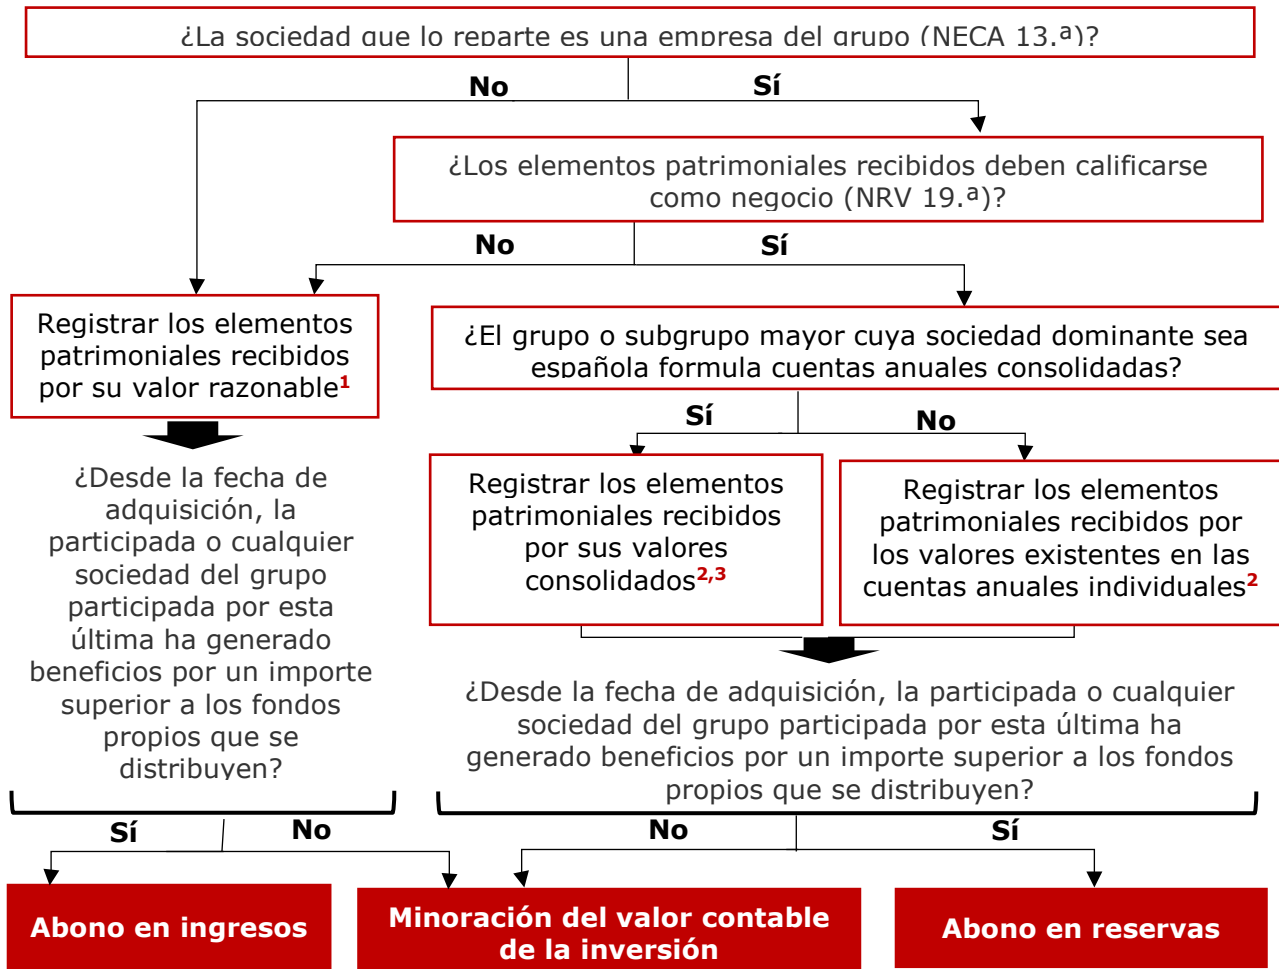 ¿La sociedad que lo reparte es una empresa del grupo (NECA 13.ª)?
No
Sí
¿Los elementos patrimoniales recibidos deben calificarse
como negocio (NRV 19.ª)?
No
Sí
Registrar los elementos
patrimoniales recibidos
por su valor razonable1
¿El grupo o subgrupo mayor cuya sociedad dominante sea
española formula cuentas anuales consolidadas?
Sí
No
Registrar los elementos
patrimoniales recibidos
por sus valores
consolidados2,3
Registrar los elementos
patrimoniales recibidos por
los valores existentes en las
cuentas anuales individuales2
¿Desde la fecha de
adquisición, la
participada o cualquier
sociedad del grupo
participada por esta
última ha generado
beneficios por un importe
superior a los fondos
propios que se
distribuyen?
¿Desde la fecha de adquisición, la participada o cualquier
sociedad del grupo participada por esta última ha
generado beneficios por un importe superior a los fondos
propios que se distribuyen?
Sí
No
No
Sí
Abono en ingresos
Minoración del valor contable
de la inversión
Abono en reservas